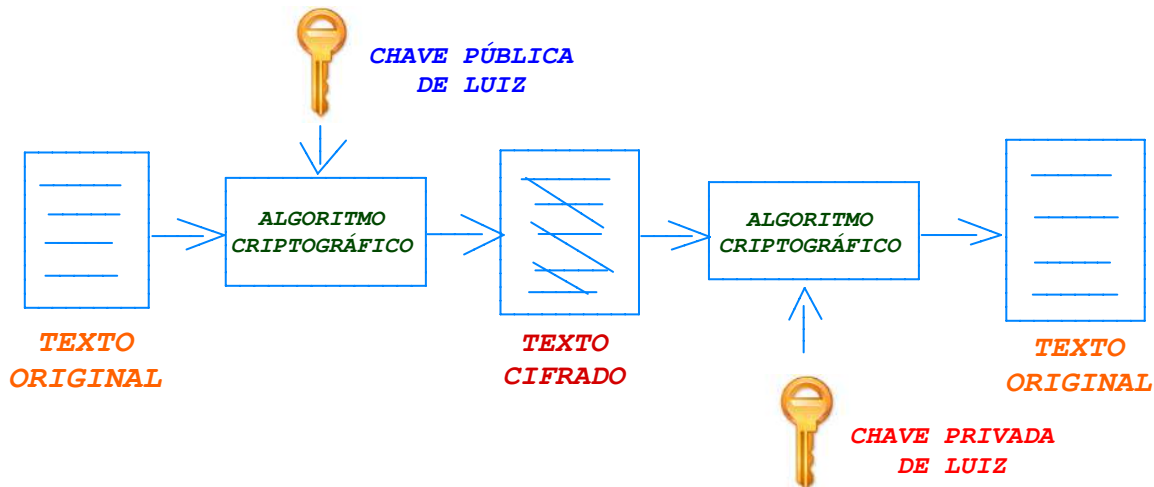 CHAVE PÚBLICA
DE LUIZ
ALGORITMO
CRIPTOGRÁFICO
ALGORITMO
CRIPTOGRÁFICO
TEXTO
ORIGINAL
TEXTO
CIFRADO
TEXTO
ORIGINAL
CHAVE PRIVADA
DE LUIZ